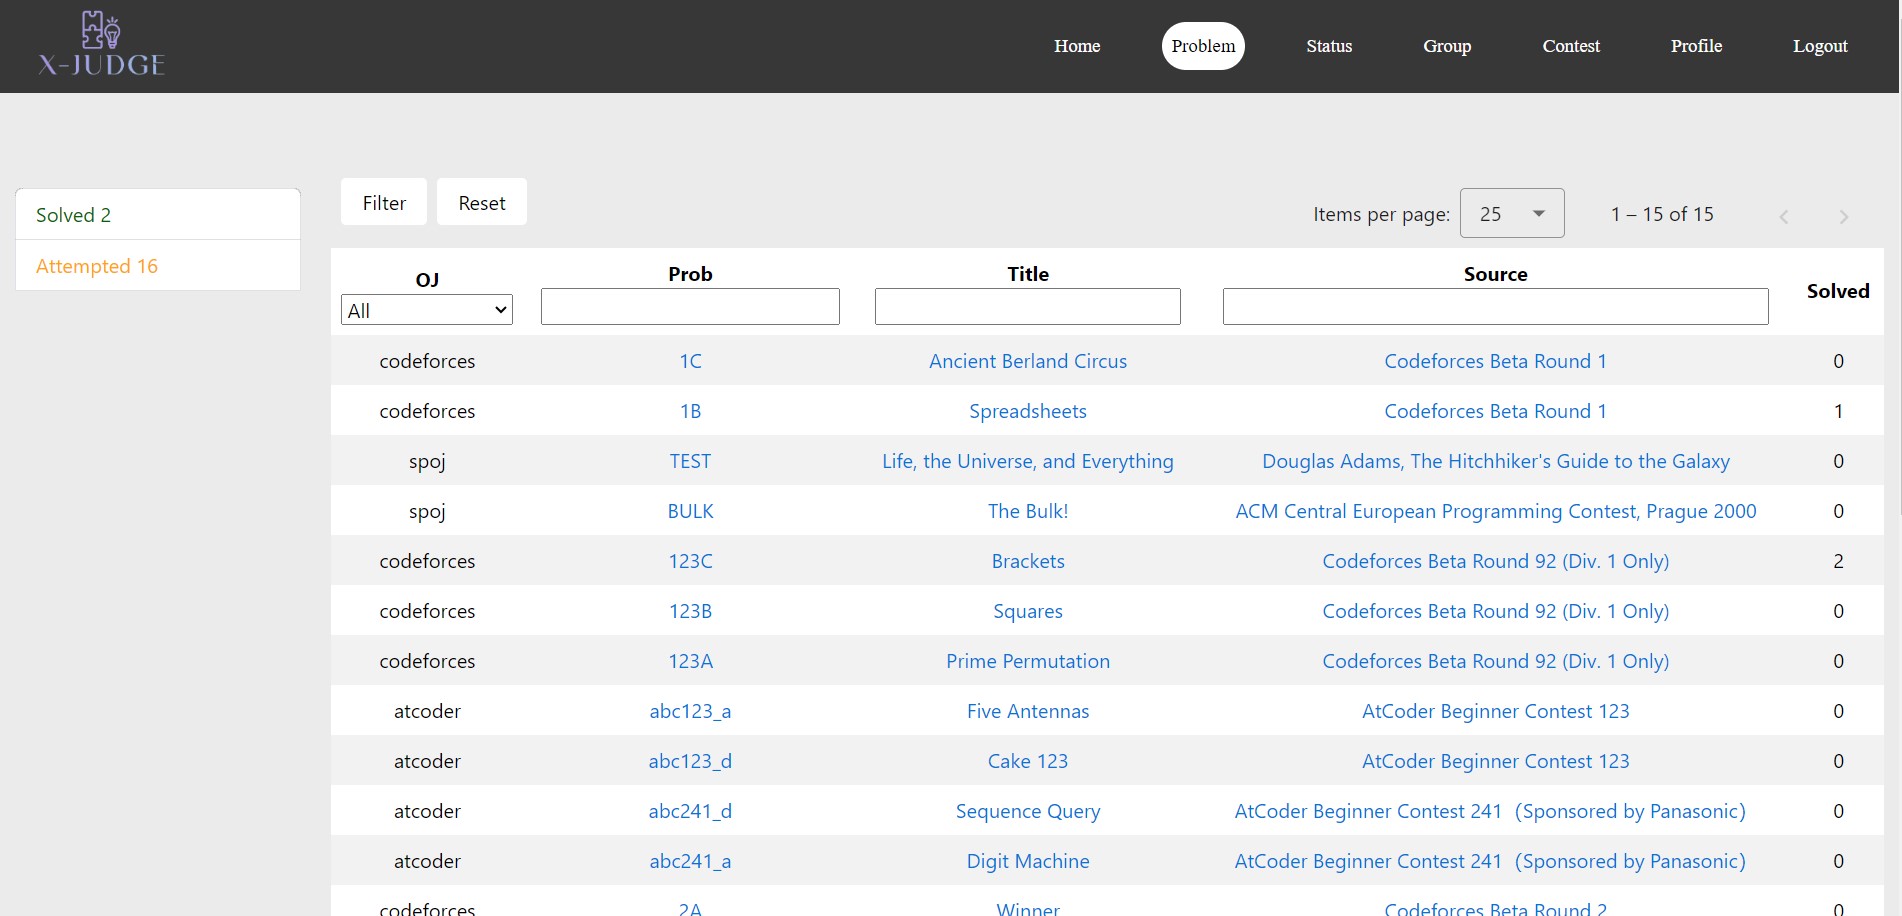 X-JUDGE
Home Problem Status Group Contest Profile Logout
Solved 2
Attempted 16
Filter Reset
Items per page: 25 1 – 15 of 15
OJ Prob Title Source Solved
All
codeforces 1C Ancient Berland Circus Codeforces Beta Round 1 0
codeforces 1B Spreadsheets Codeforces Beta Round 1 1
spoj TEST Life, the Universe, and Everything Douglas Adams, The Hitchhiker's Guide to the Galaxy 0
spoj BULK The Bulk! ACM Central European Programming Contest, Prague 2000 0
codeforces 123C Brackets Codeforces Beta Round 92 (Div. 1 Only) 2
codeforces 123B Squares Codeforces Beta Round 92 (Div. 1 Only) 0
codeforces 123A Prime Permutation Codeforces Beta Round 92 (Div. 1 Only) 0
atcoder abc123_a Five Antennas AtCoder Beginner Contest 123 0
atcoder abc123_d Cake 123 AtCoder Beginner Contest 123 0
atcoder abc241_d Sequence Query AtCoder Beginner Contest 241（Sponsored by Panasonic） 0
atcoder abc241_a Digit Machine AtCoder Beginner Contest 241（Sponsored by Panasonic） 0
codeforces 2A Winner Codeforces Beta Round 2 0